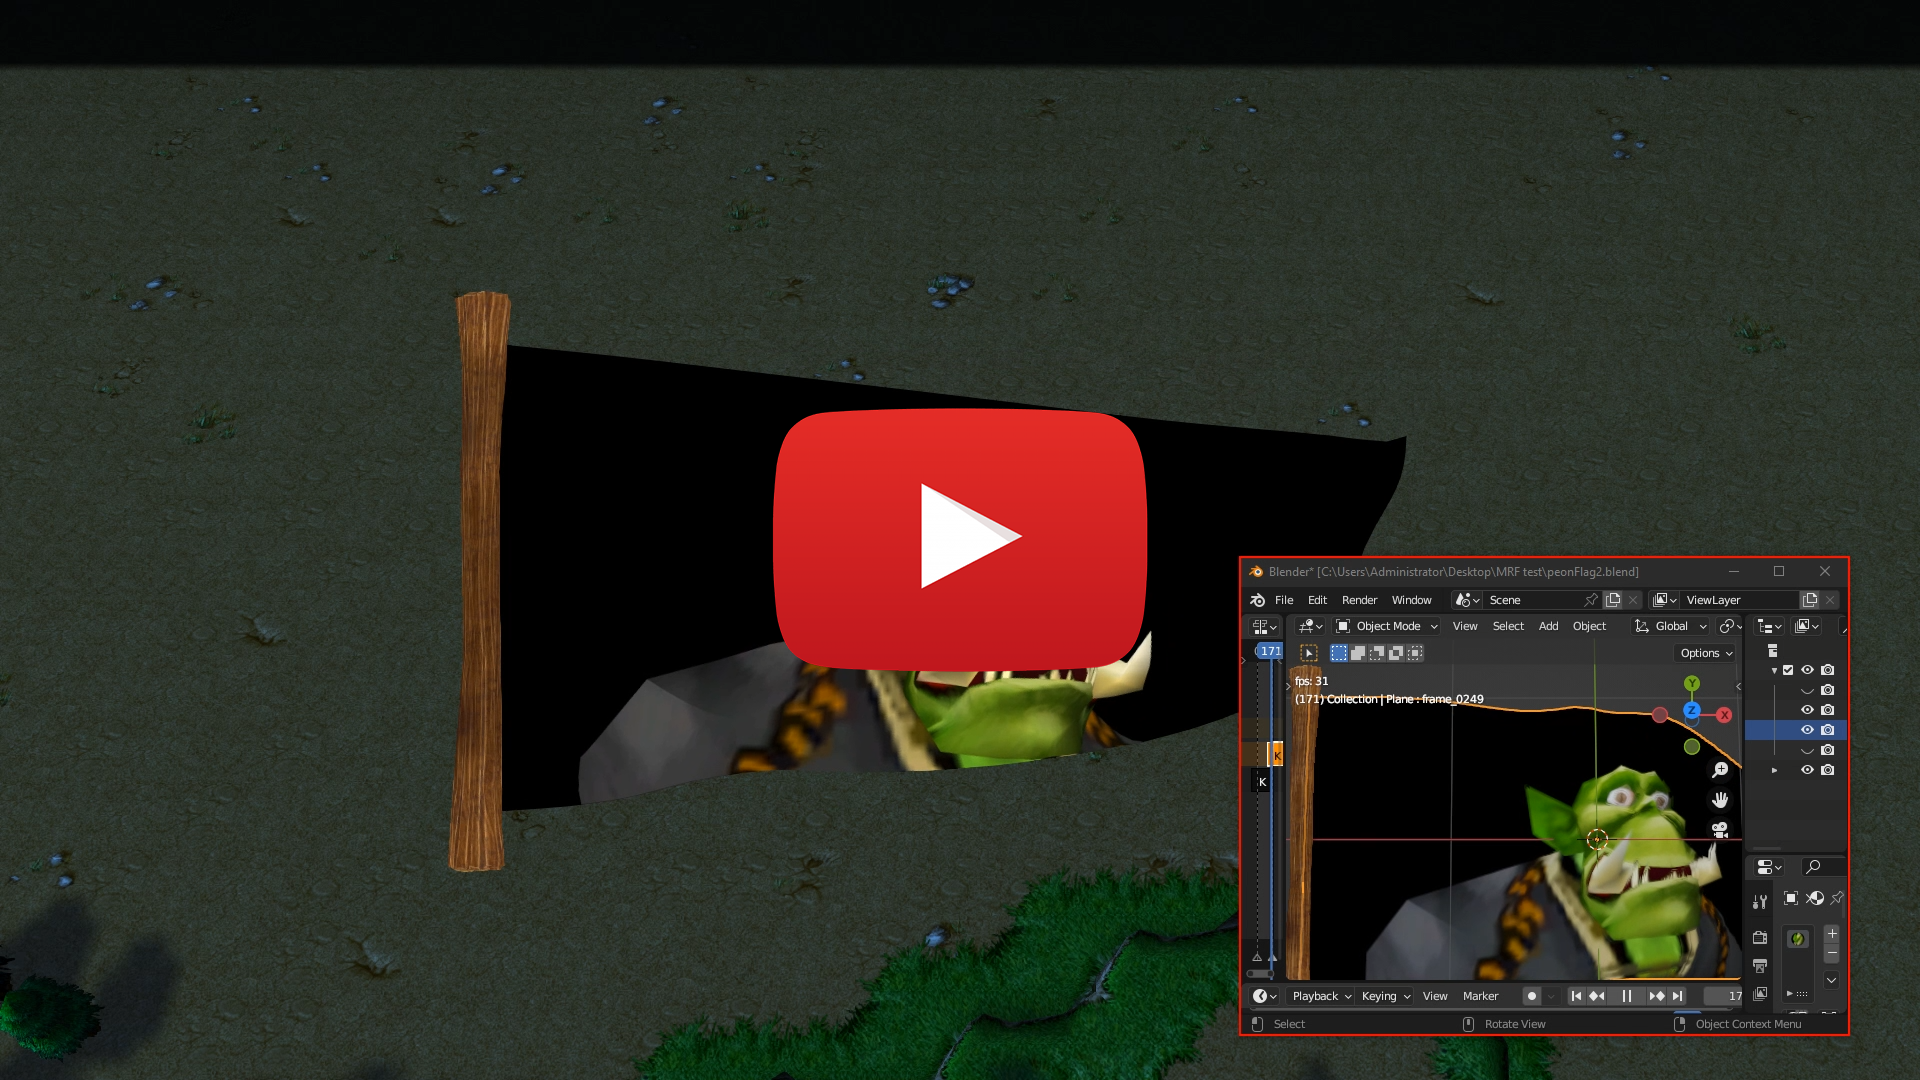 Blender* [C:\Users\Administrator\Desktop\MRF test\peonFlag2.blend]
File Edit Render Window Scene ViewLayer
Object Mode View Select Add Object Global
171
Options
fps: 31
(171) Collection | Plane : frame_0249
Y
Z
X
K
K
Playback Keying View Marker 17
Select Rotate View Object Context Menu